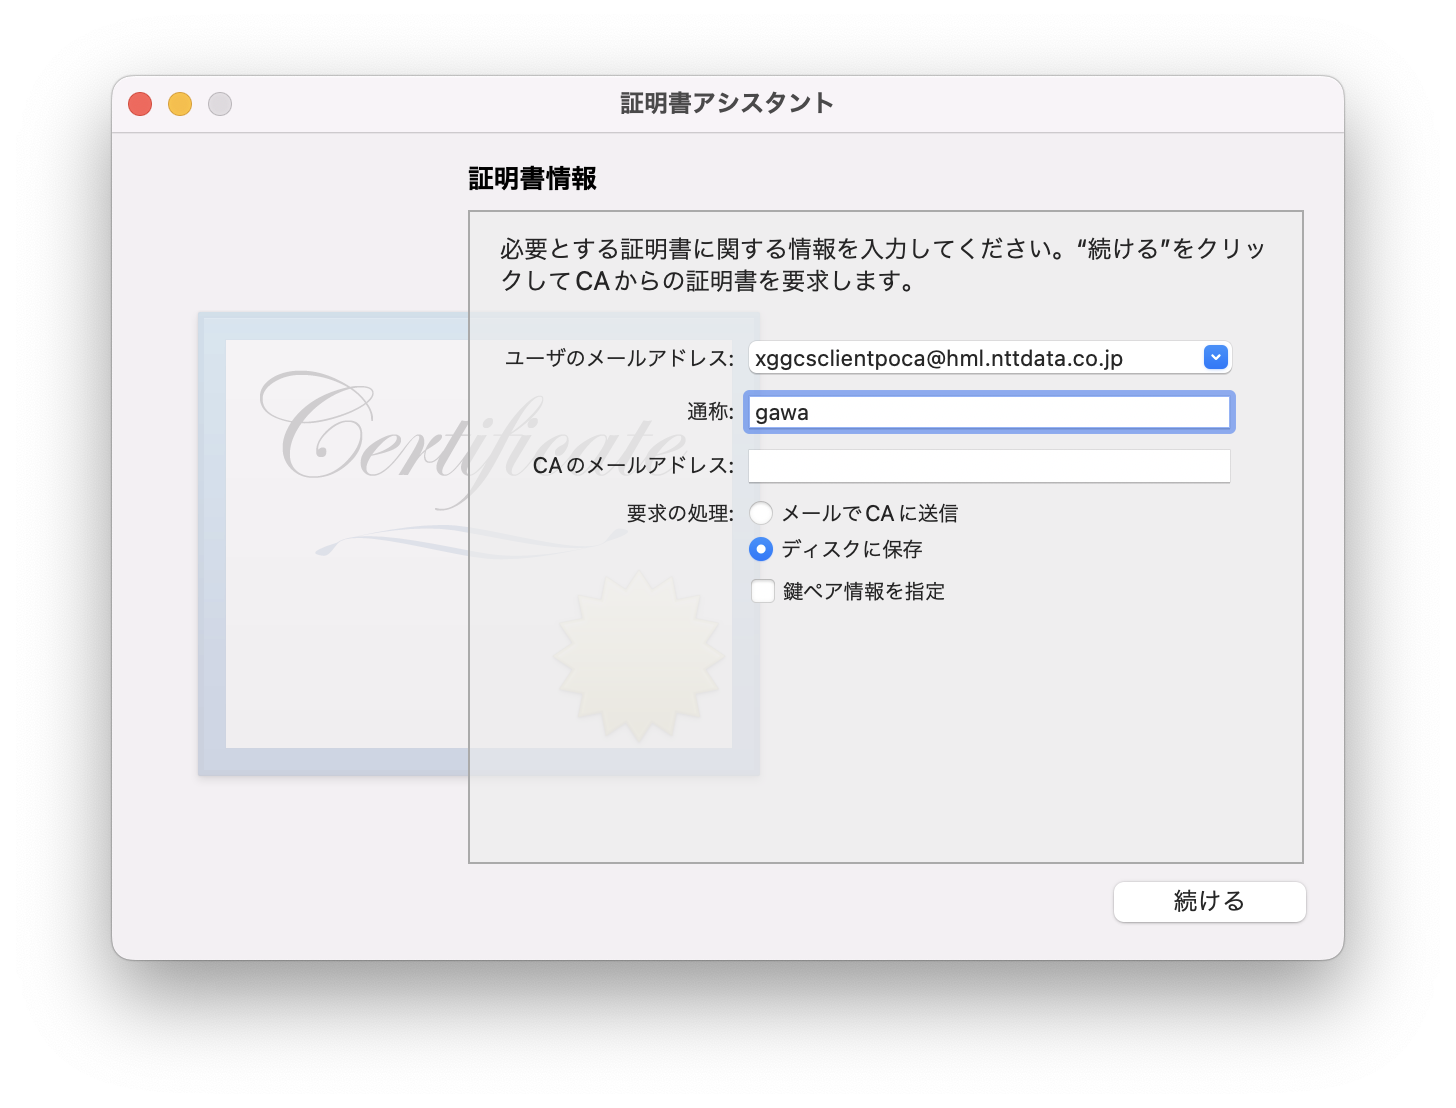 証明書アシスタント
証明書情報
必要とする証明書に関する情報を入力してください。“続ける”をクリッ
クしてCAからの証明書を要求します。
Certificate
ユーザのメールアドレス: xggcsclientpoca@hml.nttdata.co.jp
通称: gawa
CAのメールアドレス:
要求の処理: メールでCAに送信
ディスクに保存
鍵ペア情報を指定
続ける